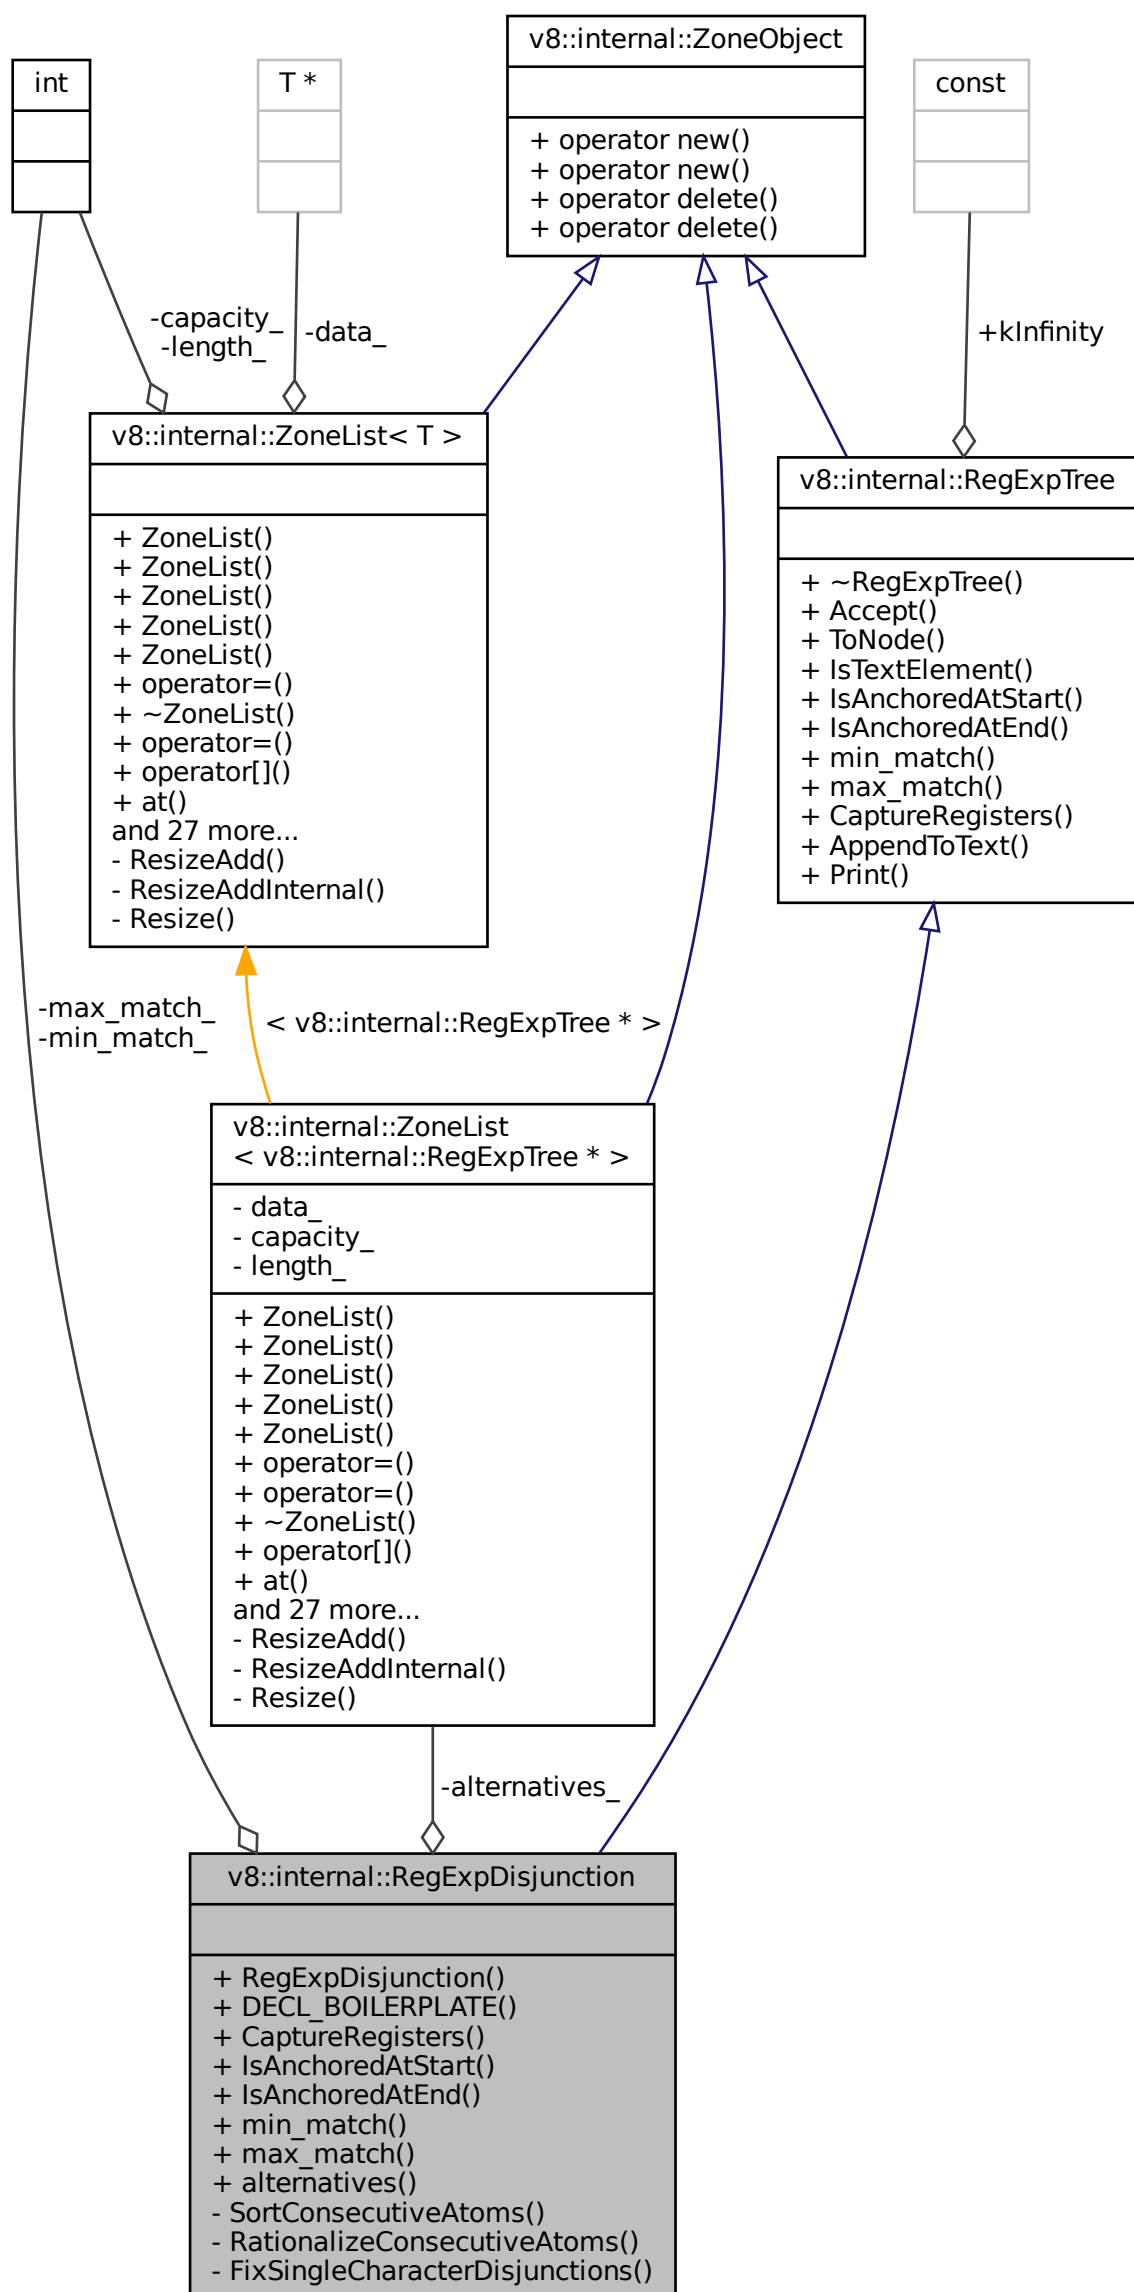 v8::internal::ZoneObject
+ operator new()
+ operator new()
+ operator delete()
+ operator delete()
int
T *
const
-capacity_
-length_
-data_
+kInfinity
v8::internal::ZoneList< T >
+ ZoneList()
+ ZoneList()
+ ZoneList()
+ ZoneList()
+ ZoneList()
+ operator=()
+ ~ZoneList()
+ operator=()
+ operator[]()
+ at()
and 27 more...
- ResizeAdd()
- ResizeAddInternal()
- Resize()
v8::internal::RegExpTree
+ ~RegExpTree()
+ Accept()
+ ToNode()
+ IsTextElement()
+ IsAnchoredAtStart()
+ IsAnchoredAtEnd()
+ min_match()
+ max_match()
+ CaptureRegisters()
+ AppendToText()
+ Print()
-max_match_
-min_match_
< v8::internal::RegExpTree * >
v8::internal::ZoneList
< v8::internal::RegExpTree * >
- data_
- capacity_
- length_
+ ZoneList()
+ ZoneList()
+ ZoneList()
+ ZoneList()
+ ZoneList()
+ operator=()
+ operator=()
+ ~ZoneList()
+ operator[]()
+ at()
and 27 more...
- ResizeAdd()
- ResizeAddInternal()
- Resize()
-alternatives_
v8::internal::RegExpDisjunction
+ RegExpDisjunction()
+ DECL_BOILERPLATE()
+ CaptureRegisters()
+ IsAnchoredAtStart()
+ IsAnchoredAtEnd()
+ min_match()
+ max_match()
+ alternatives()
- SortConsecutiveAtoms()
- RationalizeConsecutiveAtoms()
- FixSingleCharacterDisjunctions()